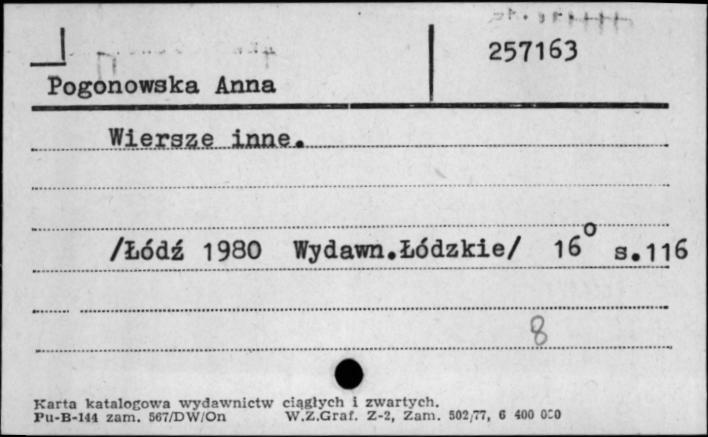 257163
Pogonowska Anna
Wiersze inne.
/Łódź 1980 Wydawn.Łódzkie/ 16° s.116
8
Karta katalogowa wydawnictw ciągłych i zwartych.
Pu-B-144 zam. 567/DW/On W.Z.Graf. Z-2, Zam. 502/77, 6 400 000